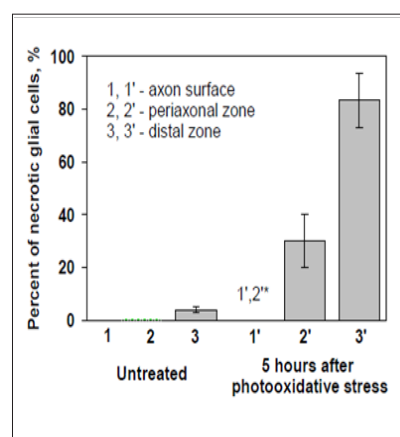 Percent of necrotic glial cells, %
100
80
60
40
20
0
1, 1' - axon surface
2, 2' - periaxonal zone
3, 3' - distal zone
1',2'*
1 2 3 1' 2' 3'
Untreated
5 hours after
photooxidative stress